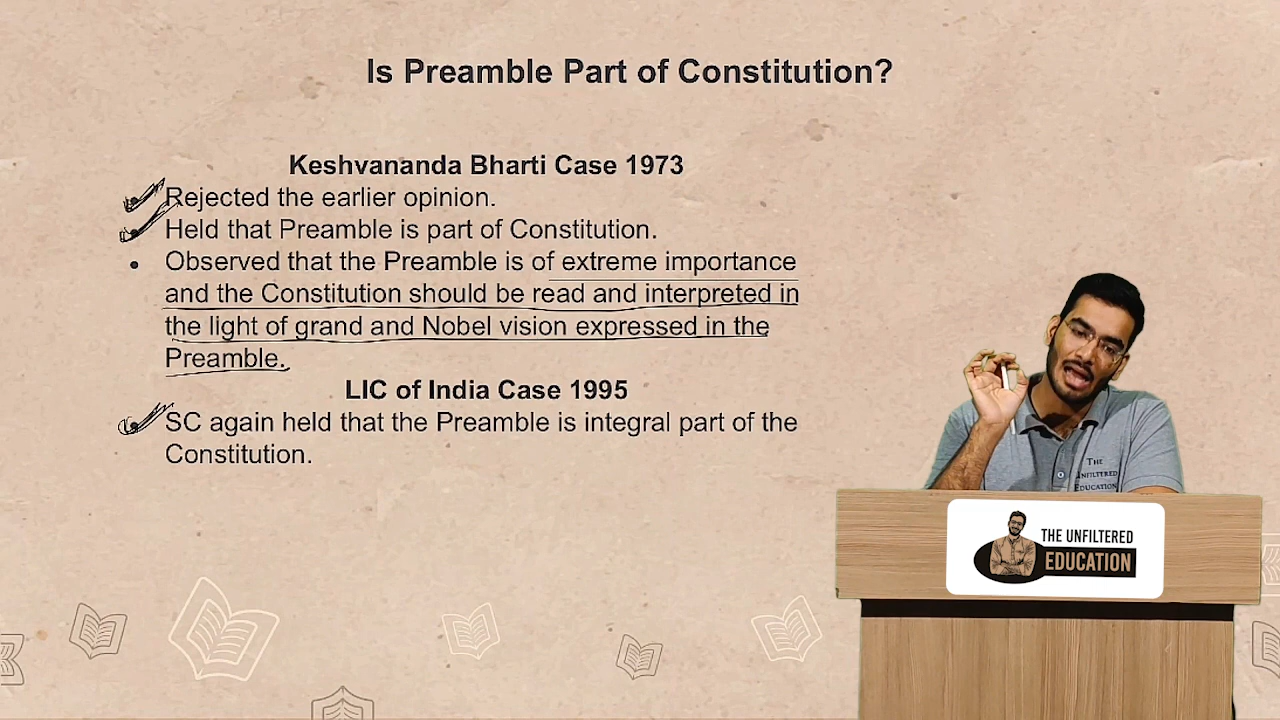 Is Preamble Part of Constitution?
Keshvananda Bharti Case 1973
Rejected the earlier opinion.
Held that Preamble is part of Constitution.
• Observed that the Preamble is of extreme importance
and the Constitution should be read and interpreted in
the light of grand and Nobel vision expressed in the
Preamble.
LIC of India Case 1995
SC again held that the Preamble is integral part of the
Constitution.
THE
UNFILTERED
EDUCATION
THE UNFILTERED
EDUCATION